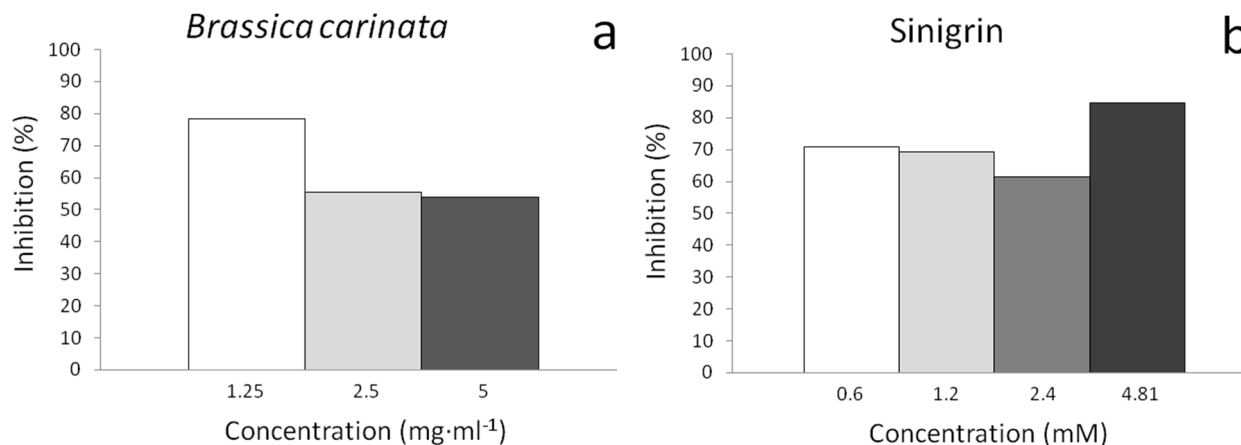 Brassica carinata
a
100
90
80
70
60
50
40
30
20
10
0
Inhibition (%)
1.25 2.5 5
Concentration (mg·ml-1)
Sinigrin
b
100
90
80
70
60
50
40
30
20
10
0
Inhibition (%)
0.6 1.2 2.4 4.81
Concentration (mM)